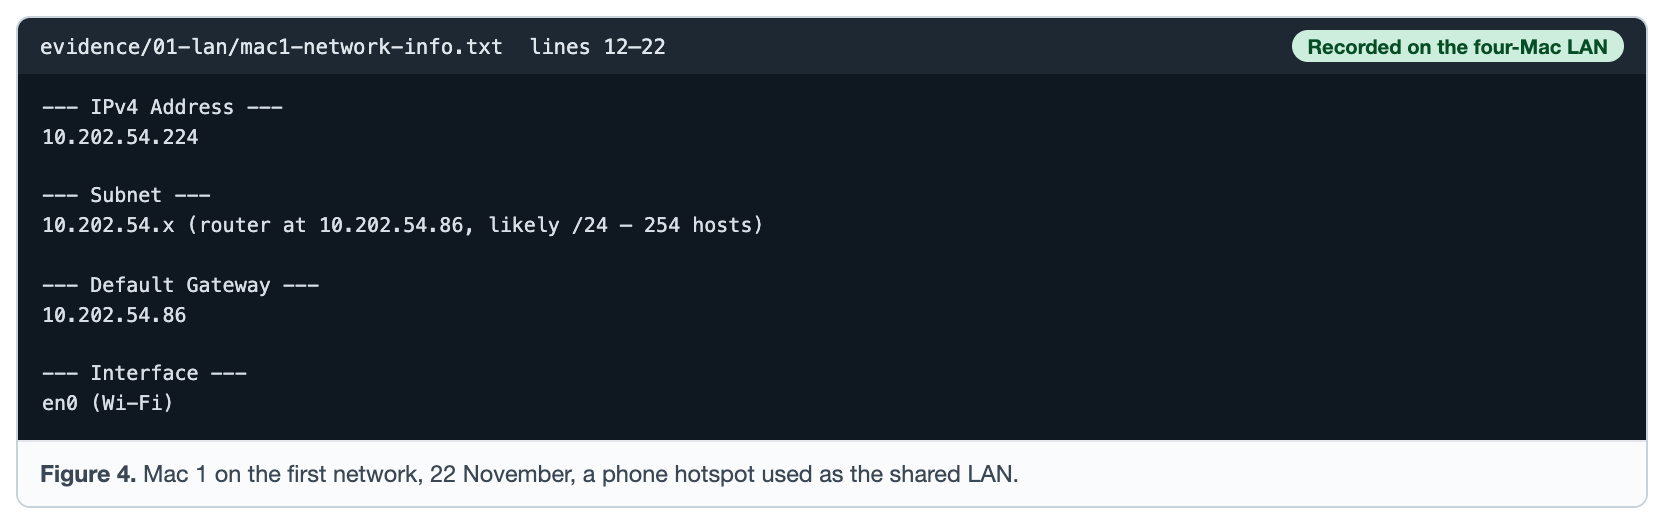 evidence/01-lan/mac1-network-info.txt  lines 12–22
Recorded on the four-Mac LAN
--- IPv4 Address ---
10.202.54.224
--- Subnet ---
10.202.54.x (router at 10.202.54.86, likely /24 – 254 hosts)
--- Default Gateway ---
10.202.54.86
--- Interface ---
en0 (Wi-Fi)
Figure 4. Mac 1 on the first network, 22 November, a phone hotspot used as the shared LAN.